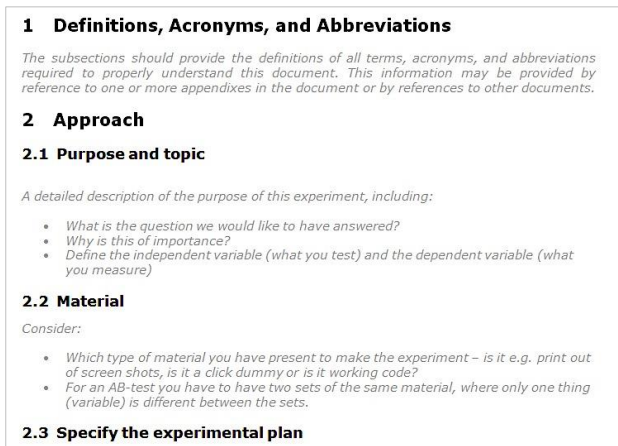 1 Definitions, Acronyms, and Abbreviations
The subsections should provide the definitions of all terms, acronyms, and abbreviations
required to properly understand this document. This information may be provided by
reference to one or more appendixes in the document or by references to other documents.
2 Approach
2.1 Purpose and topic
A detailed description of the purpose of this experiment, including:
• What is the question we would like to have answered?
• Why is this of importance?
• Define the independent variable (what you test) and the dependent variable (what
you measure)
2.2 Material
Consider:
• Which type of material you have present to make the experiment – is it e.g. print out
of screen shots, is it a click dummy or is it working code?
• For an AB-test you have to have two sets of the same material, where only one thing
(variable) is different between the sets.
2.3 Specify the experimental plan